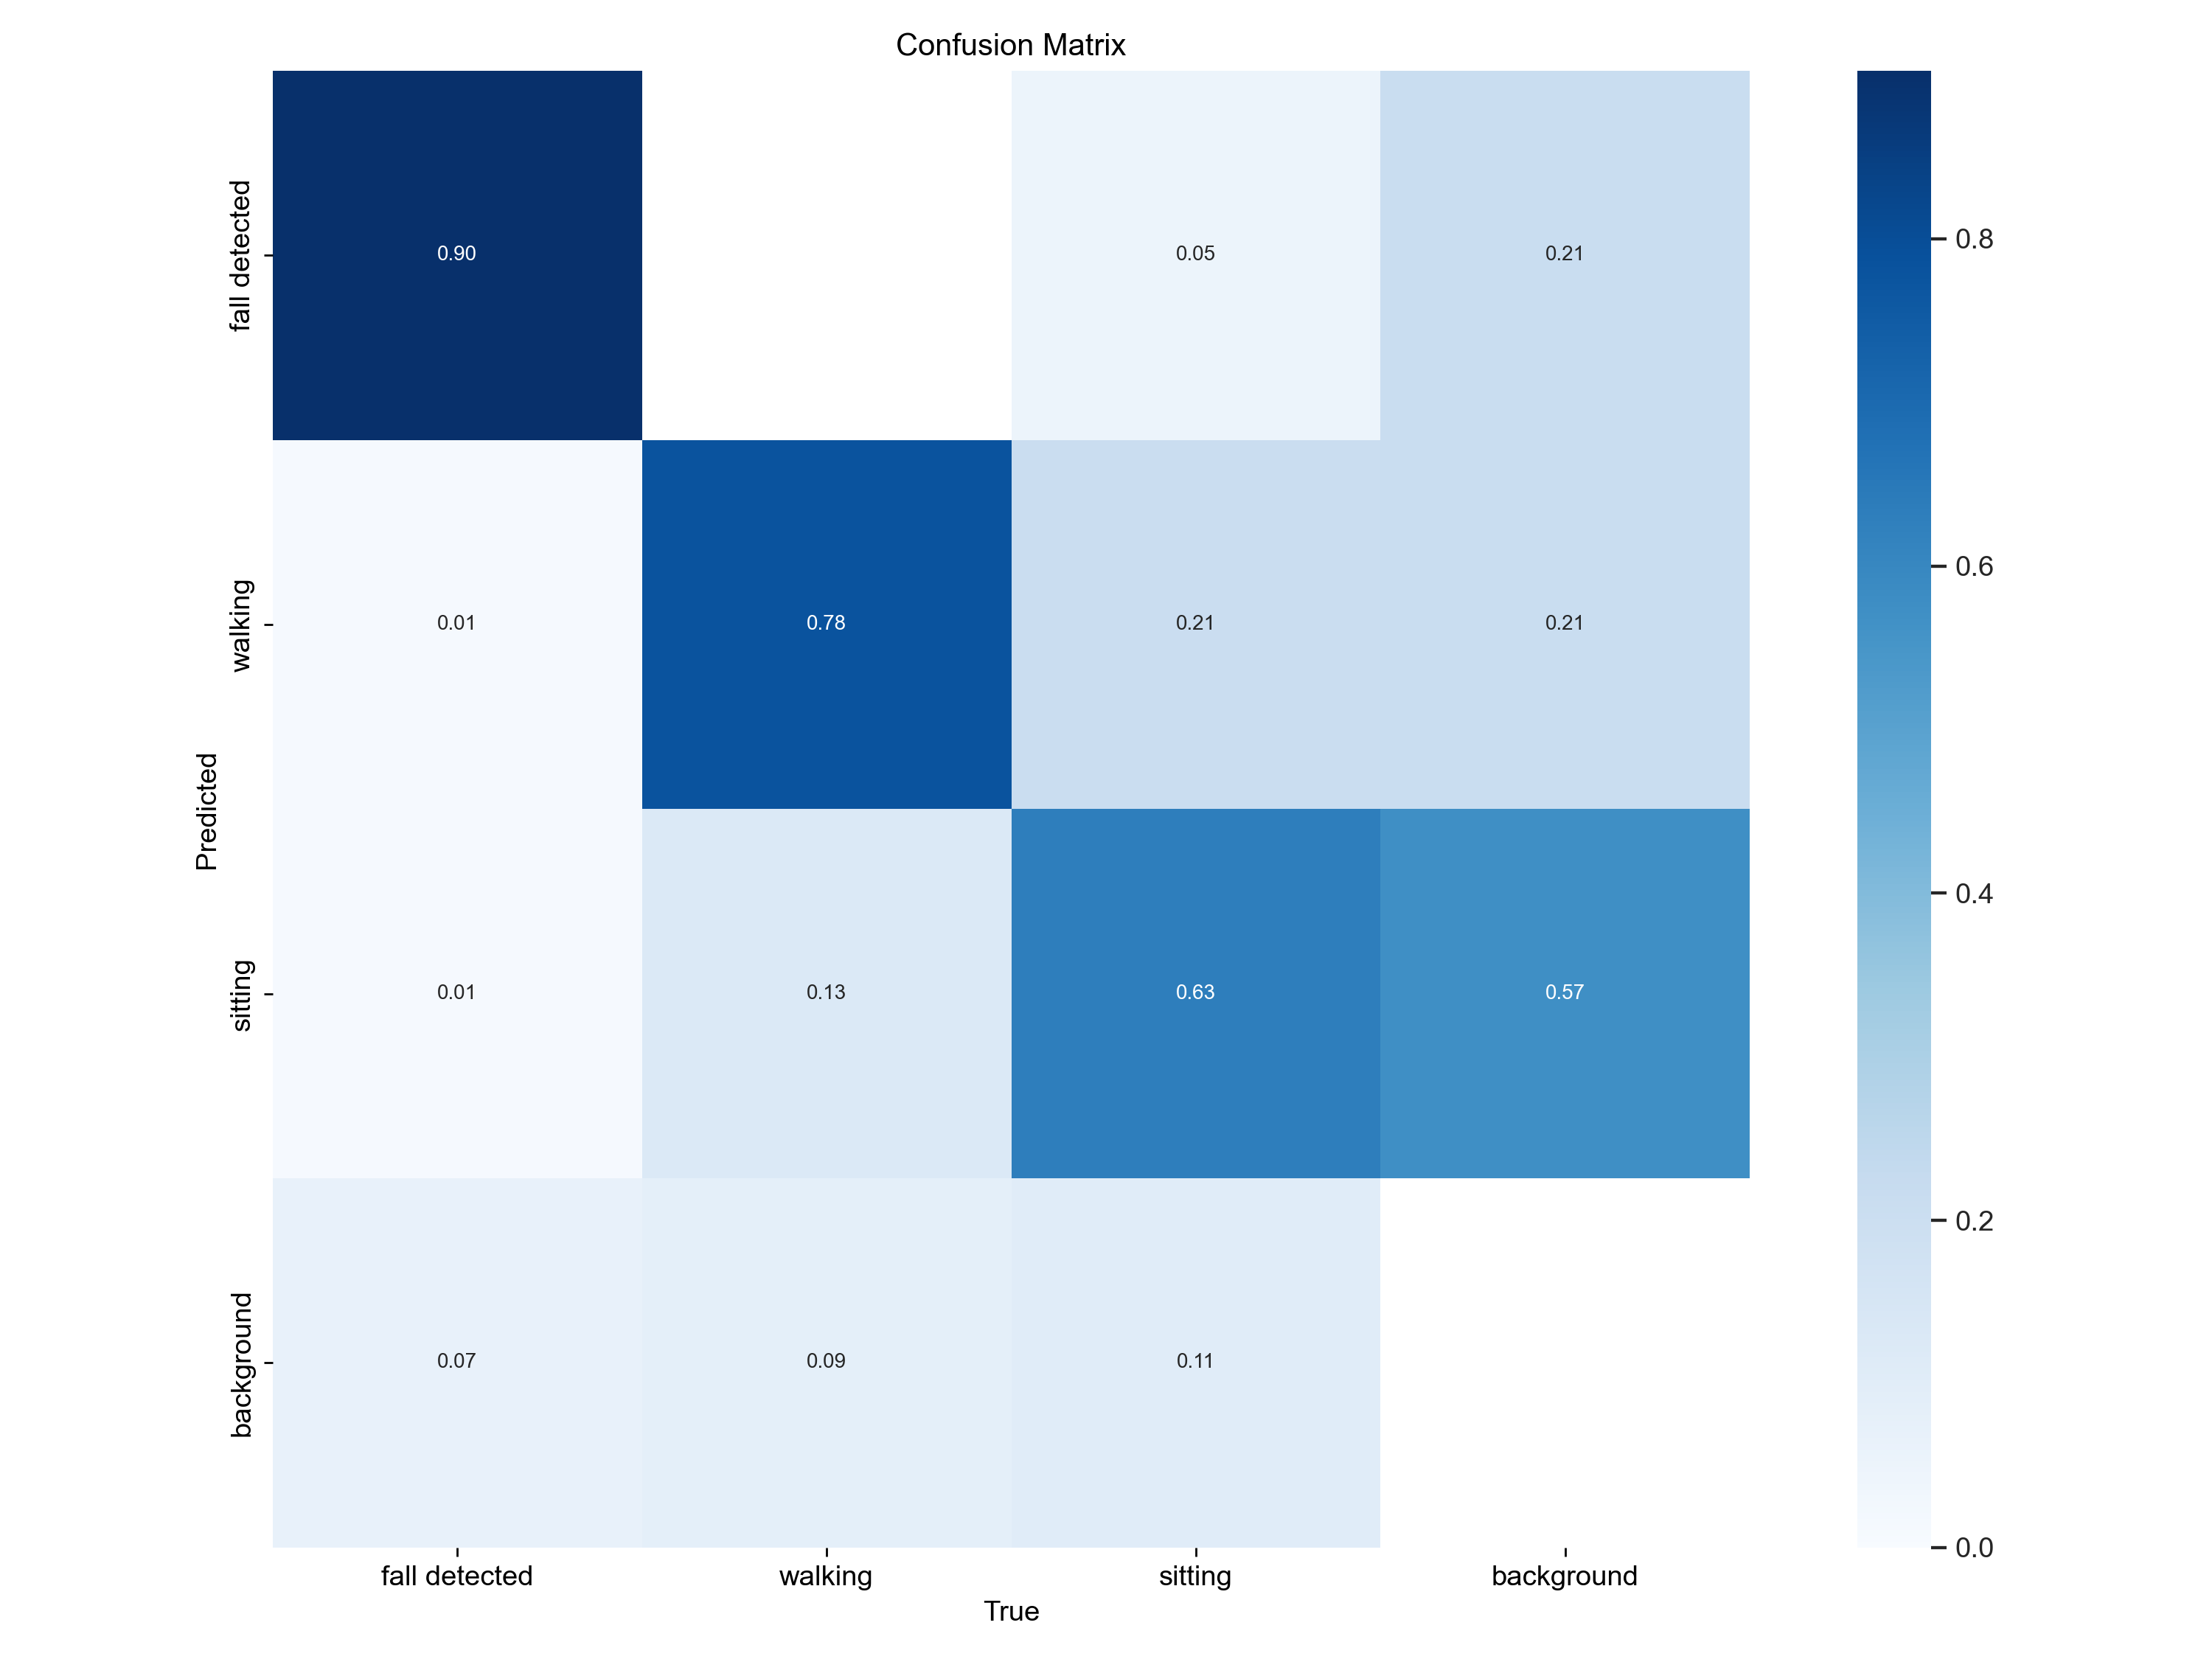 Confusion Matrix
fall detected
0.90
0.05
0.21
0.8
walking
0.01
0.78
0.21
0.21
0.6
Predicted
0.4
sitting
0.01
0.13
0.63
0.57
0.2
background
0.07
0.09
0.11
0.0
fall detected
walking
sitting
background
True